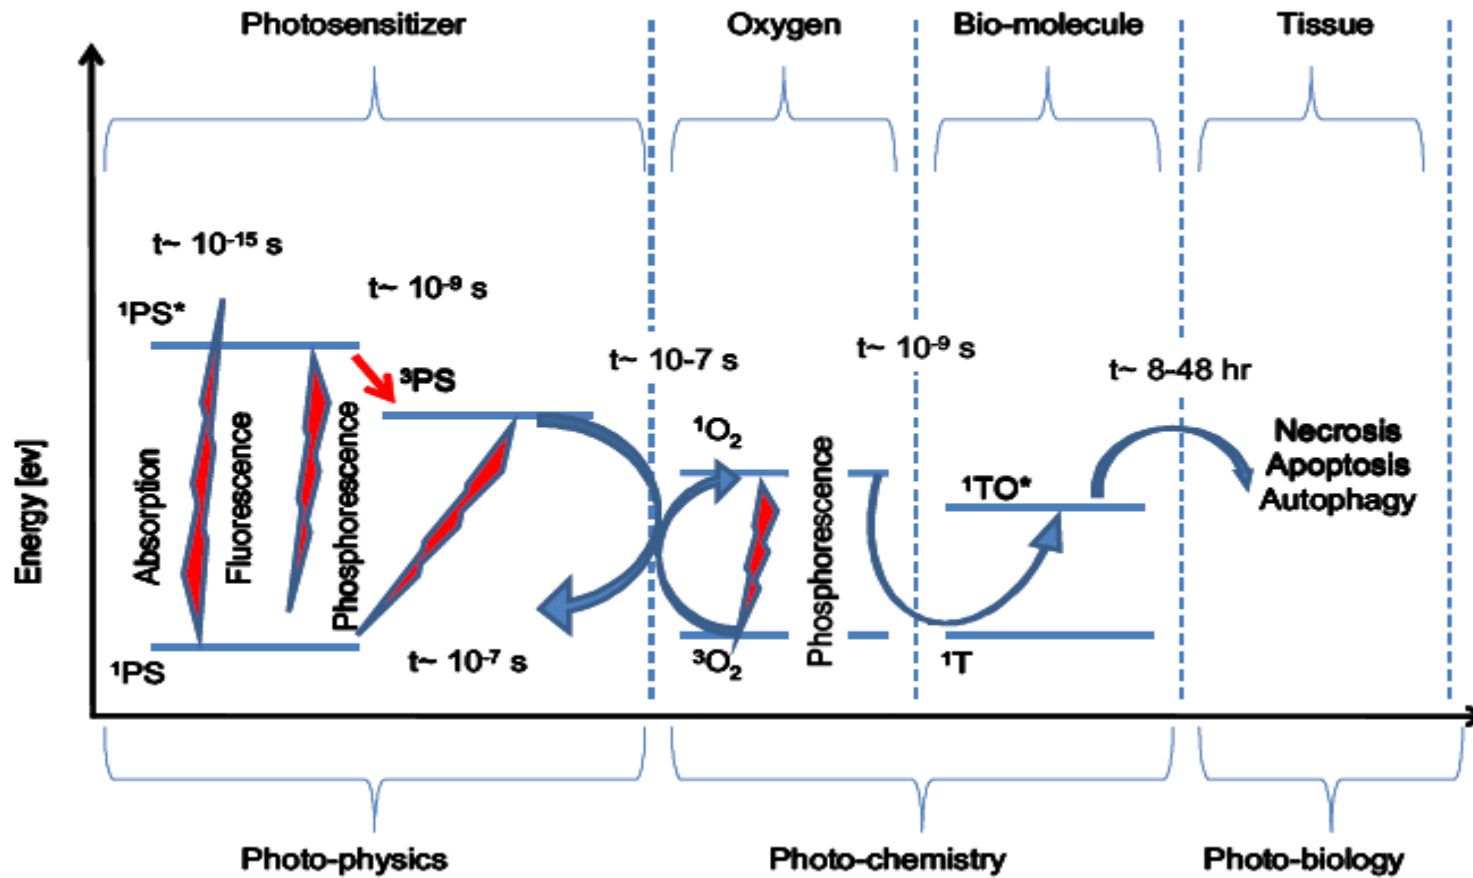 Photosensitizer
Oxygen
Bio-molecule
Tissue
t~ 10⁻¹⁵ s
t~ 10⁻⁹ s
¹PS*
³PS
t~ 10-7 s
t~ 10⁻⁹ s
t~ 8-48 hr
Energy [ev]
Absorption
Fluorescence
Phosphorescence
¹O₂
Phosphorescence
¹TO*
Necrosis
Apoptosis
Autophagy
¹PS
t~ 10⁻⁷ s
³O₂
¹T
Photo-physics
Photo-chemistry
Photo-biology